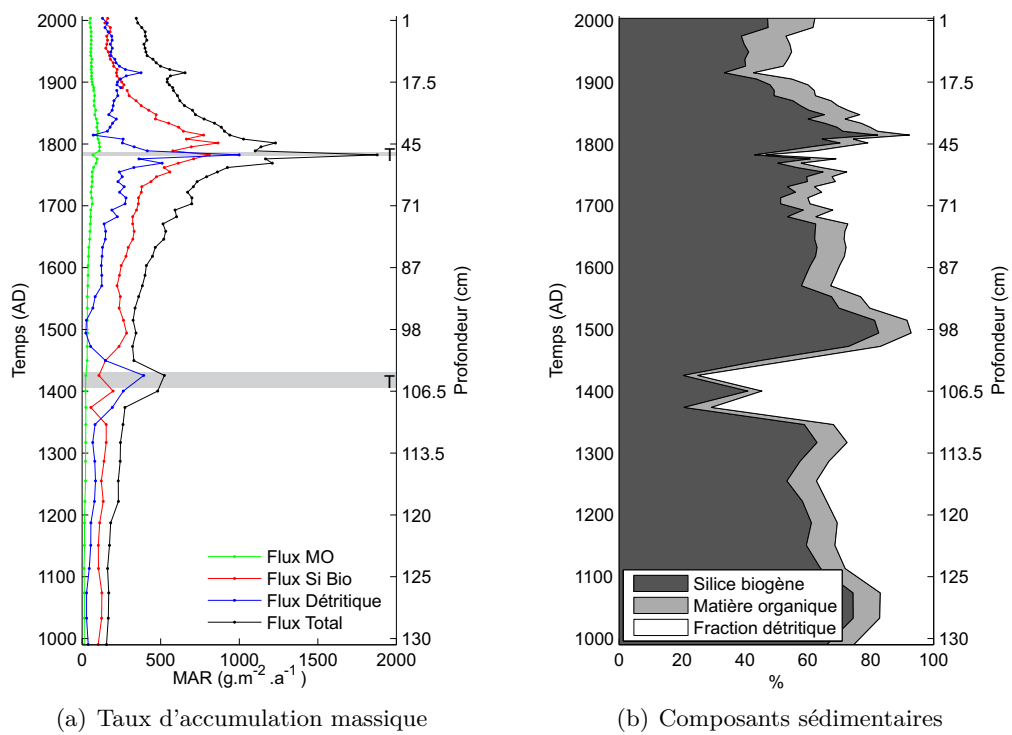 2000
1900
1800
1700
1600
1500
1400
1300
1200
1100
1000
Temps (AD)
1
17.5
45
71
87
98
106.5
113.5
120
125
130
Profondeur (cm)
T
T
Flux MO
Flux Si Bio
Flux Détritique
Flux Total
0 500 1000 1500 2000
MAR (g.m-2 .a-1)
(a) Taux d'accumulation massique
2000
1900
1800
1700
1600
1500
1400
1300
1200
1100
1000
Temps (AD)
1
17.5
45
71
87
98
106.5
113.5
120
125
130
Profondeur (cm)
Silice biogène
Matière organique
Fraction détritique
0 20 40 60 80 100
%
(b) Composants sédimentaires